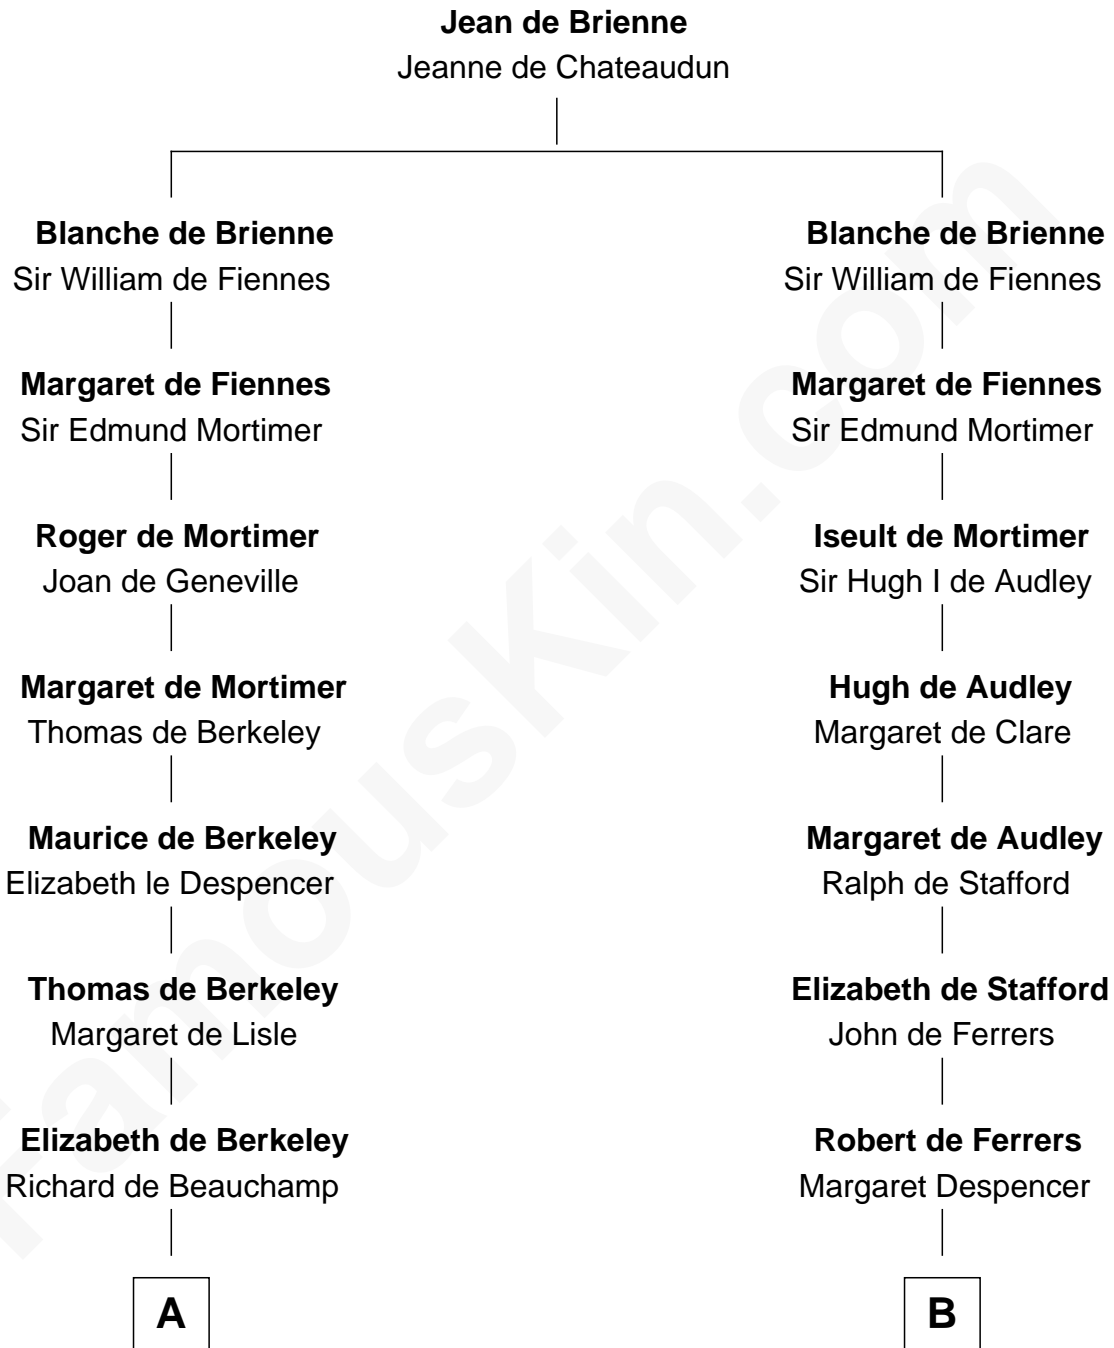 Jean de Brienne
Jeanne de Chateaudun
Blanche de Brienne
Sir William de Fiennes
Margaret de Fiennes
Sir Edmund Mortimer
Roger de Mortimer
Joan de Geneville
Margaret de Mortimer
Thomas de Berkeley
Maurice de Berkeley
Elizabeth le Despencer
Thomas de Berkeley
Margaret de Lisle
Elizabeth de Berkeley
Richard de Beauchamp
A
Blanche de Brienne
Sir William de Fiennes
Margaret de Fiennes
Sir Edmund Mortimer
Iseult de Mortimer
Sir Hugh I de Audley
Hugh de Audley
Margaret de Clare
Margaret de Audley
Ralph de Stafford
Elizabeth de Stafford
John de Ferrers
Robert de Ferrers
Margaret Despencer
B
FamousKin.com